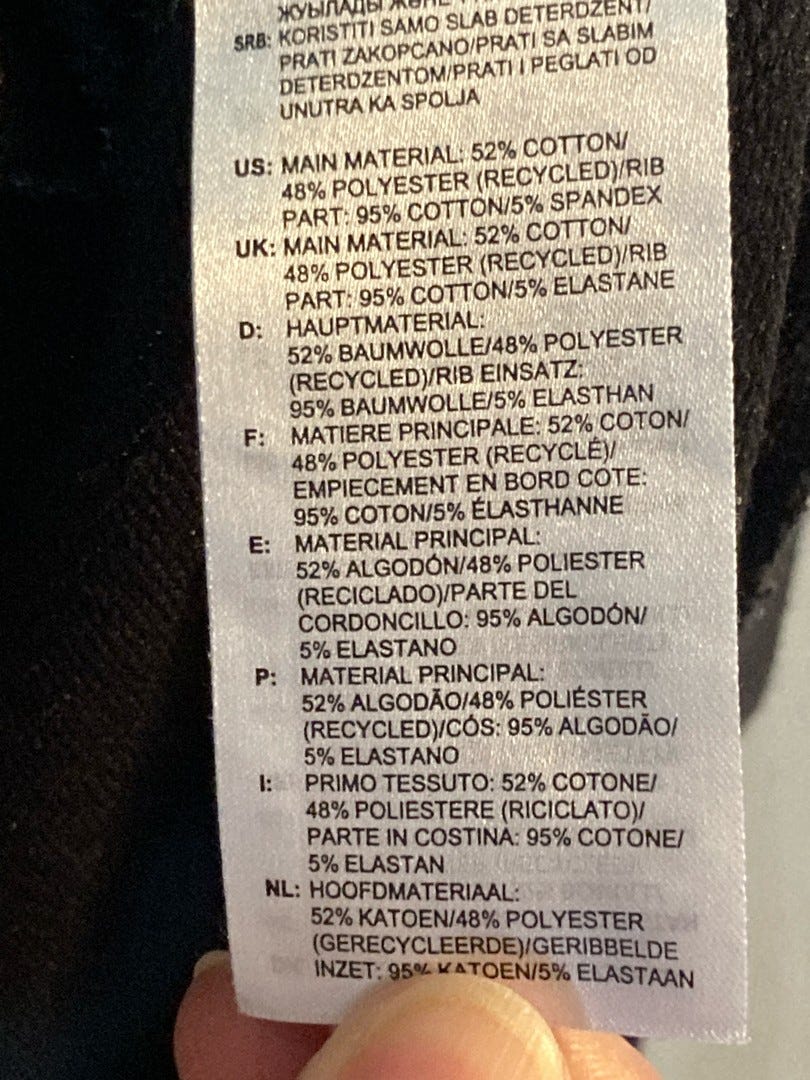 ЖУЫЛАДЫ
SRB: KORISTITI SAMO SLAB DETERDZENT/
PRATI ZAKOPCANO/PRATI SA SLABIM
DETERDZENTOM/PRATI I PEGLATI OD
UNUTRA KA SPOLJA
US: MAIN MATERIAL: 52% COTTON/
48% POLYESTER (RECYCLED)/RIB
PART: 95% COTTON/5% SPANDEX
UK: MAIN MATERIAL: 52% COTTON/
48% POLYESTER (RECYCLED)/RIB
PART: 95% COTTON/5% ELASTANE
D: HAUPTMATERIAL:
52% BAUMWOLLE/48% POLYESTER
(RECYCLED)/RIB EINSATZ:
95% BAUMWOLLE/5% ELASTHAN
F: MATIERE PRINCIPALE: 52% COTON/
48% POLYESTER (RECYCLÉ)/
EMPIECEMENT EN BORD COTE:
95% COTON/5% ÉLASTHANNE
E: MATERIAL PRINCIPAL:
52% ALGODÓN/48% POLIESTER
(RECICLADO)/PARTE DEL
CORDONCILLO: 95% ALGODÓN/
5% ELASTANO
P: MATERIAL PRINCIPAL:
52% ALGODÃO/48% POLIÉSTER
(RECYCLED)/CÓS: 95% ALGODÃO/
5% ELASTANO
I: PRIMO TESSUTO: 52% COTONE/
48% POLIESTERE (RICICLATO)/
PARTE IN COSTINA: 95% COTONE/
5% ELASTAN
NL: HOOFDMATERIAAL:
52% KATOEN/48% POLYESTER
(GERECYCLEERDE)/GERIBBELDE
INZET: 95% KATOEN/5% ELASTAAN